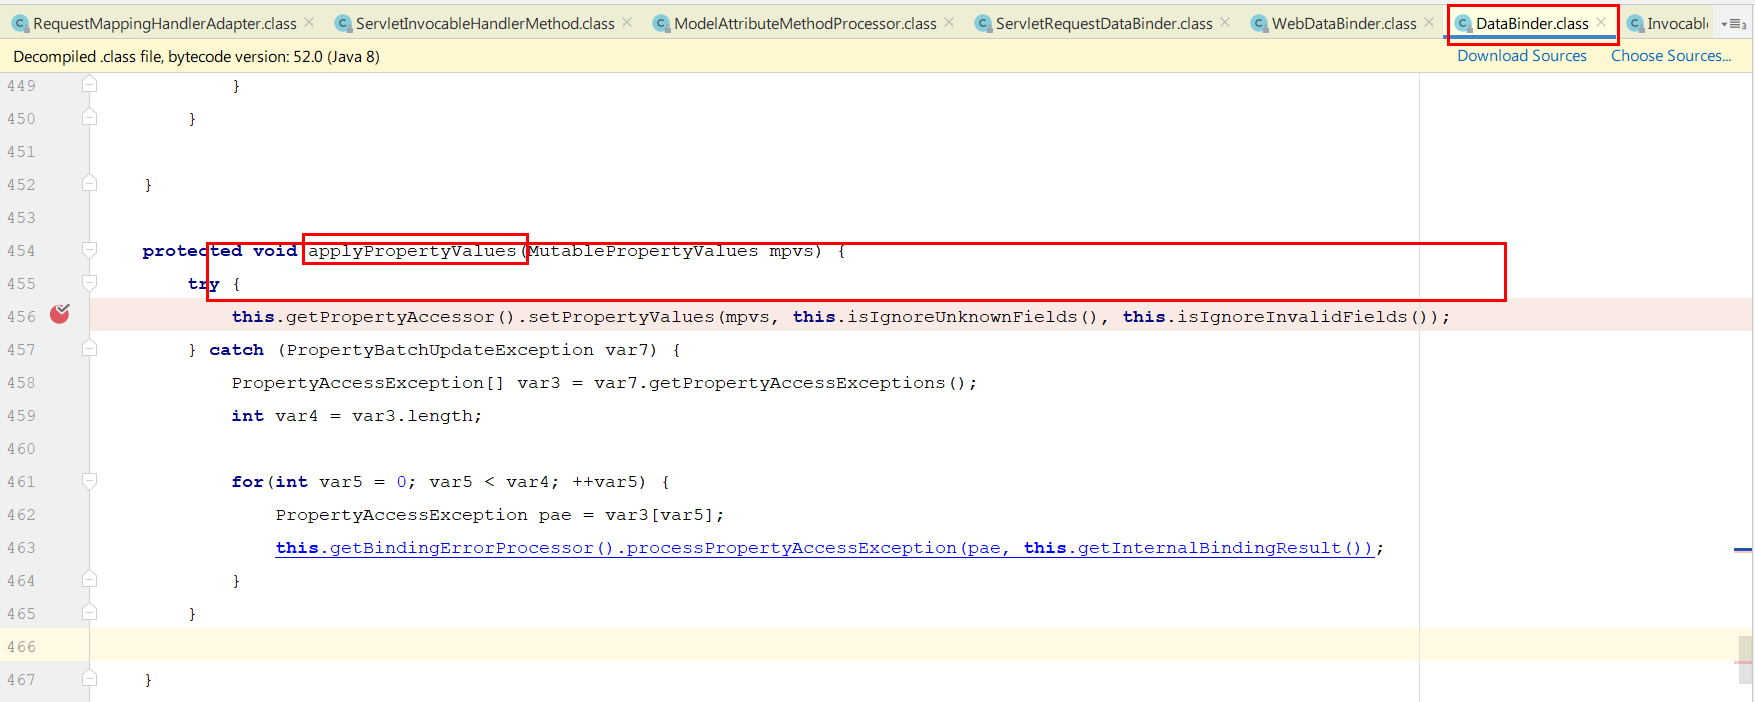 RequestMappingHandlerAdapter.class ServletInvocableHandlerMethod.class ModelAttributeMethodProcessor.class ServletRequestDataBinder.class WebDataBinder.class DataBinder.class Invocabl 3
Decompiled .class file, bytecode version: 52.0 (Java 8) Download Sources Choose Sources...
449 }
450 }
451
452 }
453
454 protected void applyPropertyValues(MutablePropertyValues mpvs) {
455 try {
456 this.getPropertyAccessor().setPropertyValues(mpvs, this.isIgnoreUnknownFields(), this.isIgnoreInvalidFields());
457 } catch (PropertyBatchUpdateException var7) {
458 PropertyAccessException[] var3 = var7.getPropertyAccessExceptions();
459 int var4 = var3.length;
460
461 for(int var5 = 0; var5 < var4; ++var5) {
462 PropertyAccessException pae = var3[var5];
463 this.getBindingErrorProcessor().processPropertyAccessException(pae, this.getInternalBindingResult());
464 }
465 }
466
467 }